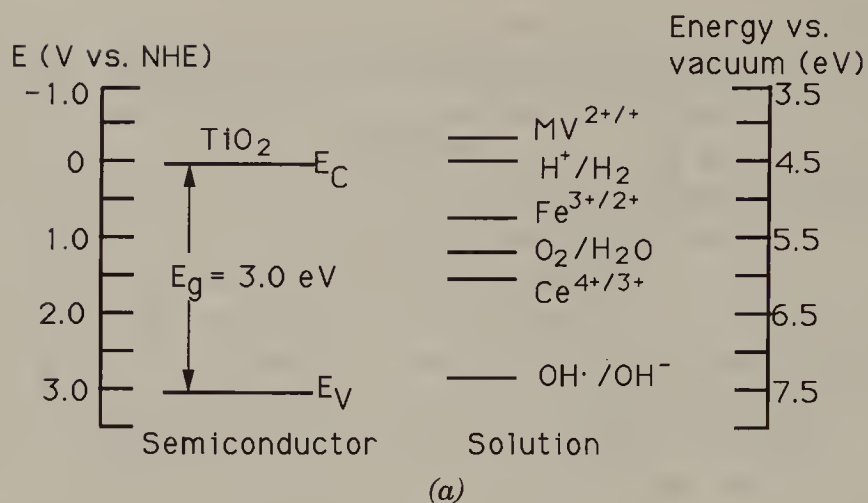 E (V vs. NHE)
-1.0
0
1.0
2.0
3.0
TiO2
EC
Eg = 3.0 eV
EV
Semiconductor
MV2+/+
H+/H2
Fe3+/2+
O2/H2O
Ce4+/3+
OH· /OH-
Solution
Energy vs.
vacuum (eV)
3.5
4.5
5.5
6.5
7.5
(a)